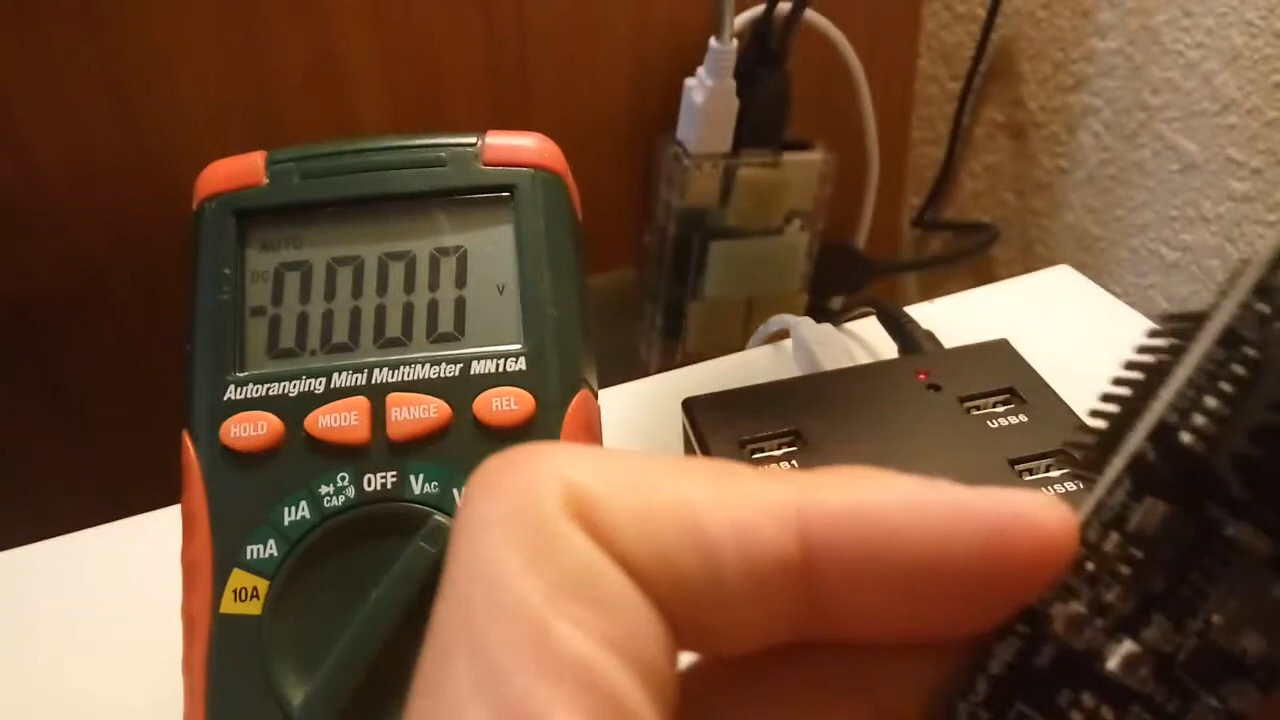 AUTO
DC
-0.000 V
Autoranging Mini MultiMeter MN16A
HOLD
MODE
RANGE
REL
OFF
VAC
V
Ω
CAP
µA
mA
10A
USB1
USB6
USB7